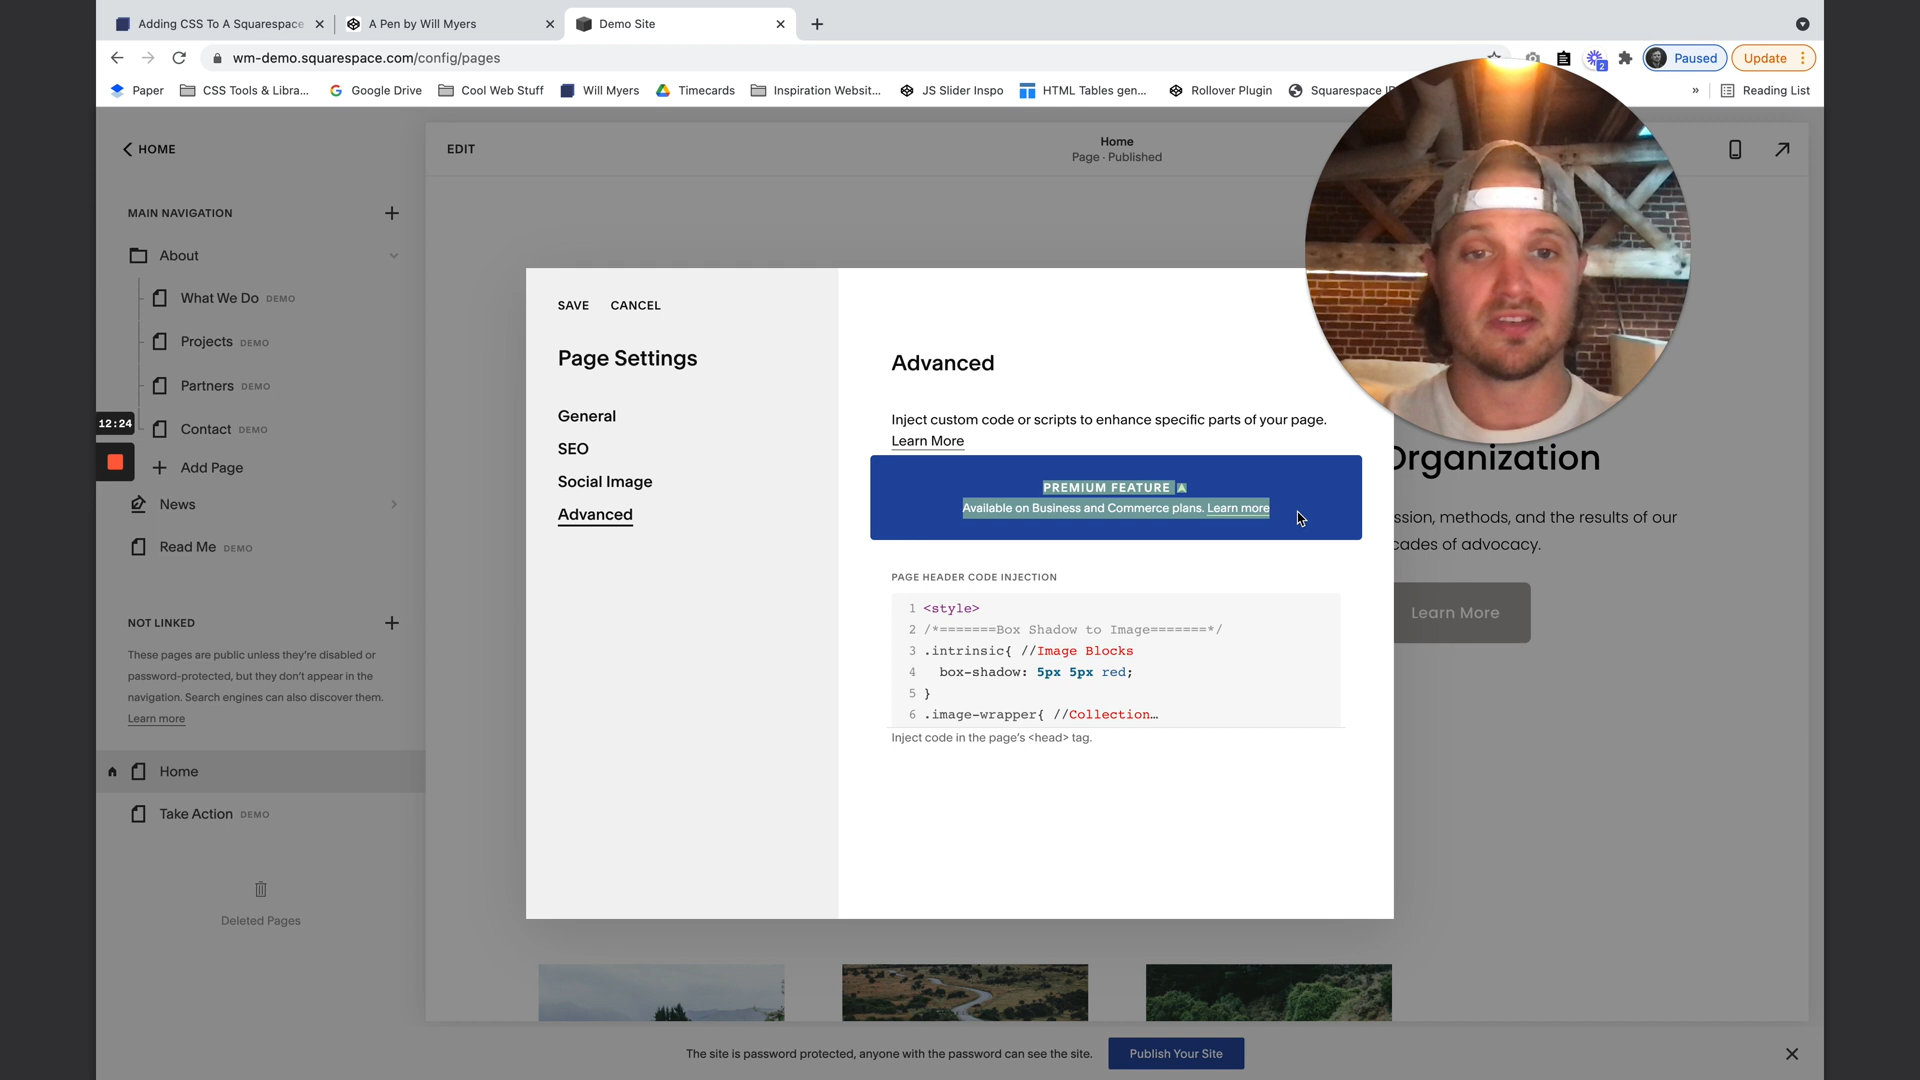 Adding CSS To A Squarespace
A Pen by Will Myers
Demo Site
wm-demo.squarespace.com/config/pages
2
Paused
Update
Paper
CSS Tools & Libra...
Google Drive
Cool Web Stuff
Will Myers
Timecards
Inspiration Websit...
JS Slider Inspo
HTML Tables gen...
Rollover Plugin
Squarespace
»
Reading List
HOME
EDIT
Home
Page · Published
MAIN NAVIGATION
About
What We Do DEMO
Projects DEMO
Partners DEMO
Contact DEMO
Add Page
News
Read Me DEMO
12:24
NOT LINKED
These pages are public unless they're disabled or
password-protected, but they don't appear in the
navigation. Search engines can also discover them.
Learn more
Home
Take Action DEMO
Deleted Pages
SAVE CANCEL
Page Settings
General
SEO
Social Image
Advanced
Advanced
Inject custom code or scripts to enhance specific parts of your page.
Learn More
PREMIUM FEATURE
Available on Business and Commerce plans. Learn more
PAGE HEADER CODE INJECTION
1 <style>
2 /*=======Box Shadow to Image=======*/
3 .intrinsic{ //Image Blocks
4 box-shadow: 5px 5px red;
5 }
6 .image-wrapper{ //Collection…
Inject code in the page's <head> tag.
Organization
ssion, methods, and the results of our
cades of advocacy.
Learn More
The site is password protected, anyone with the password can see the site.
Publish Your Site